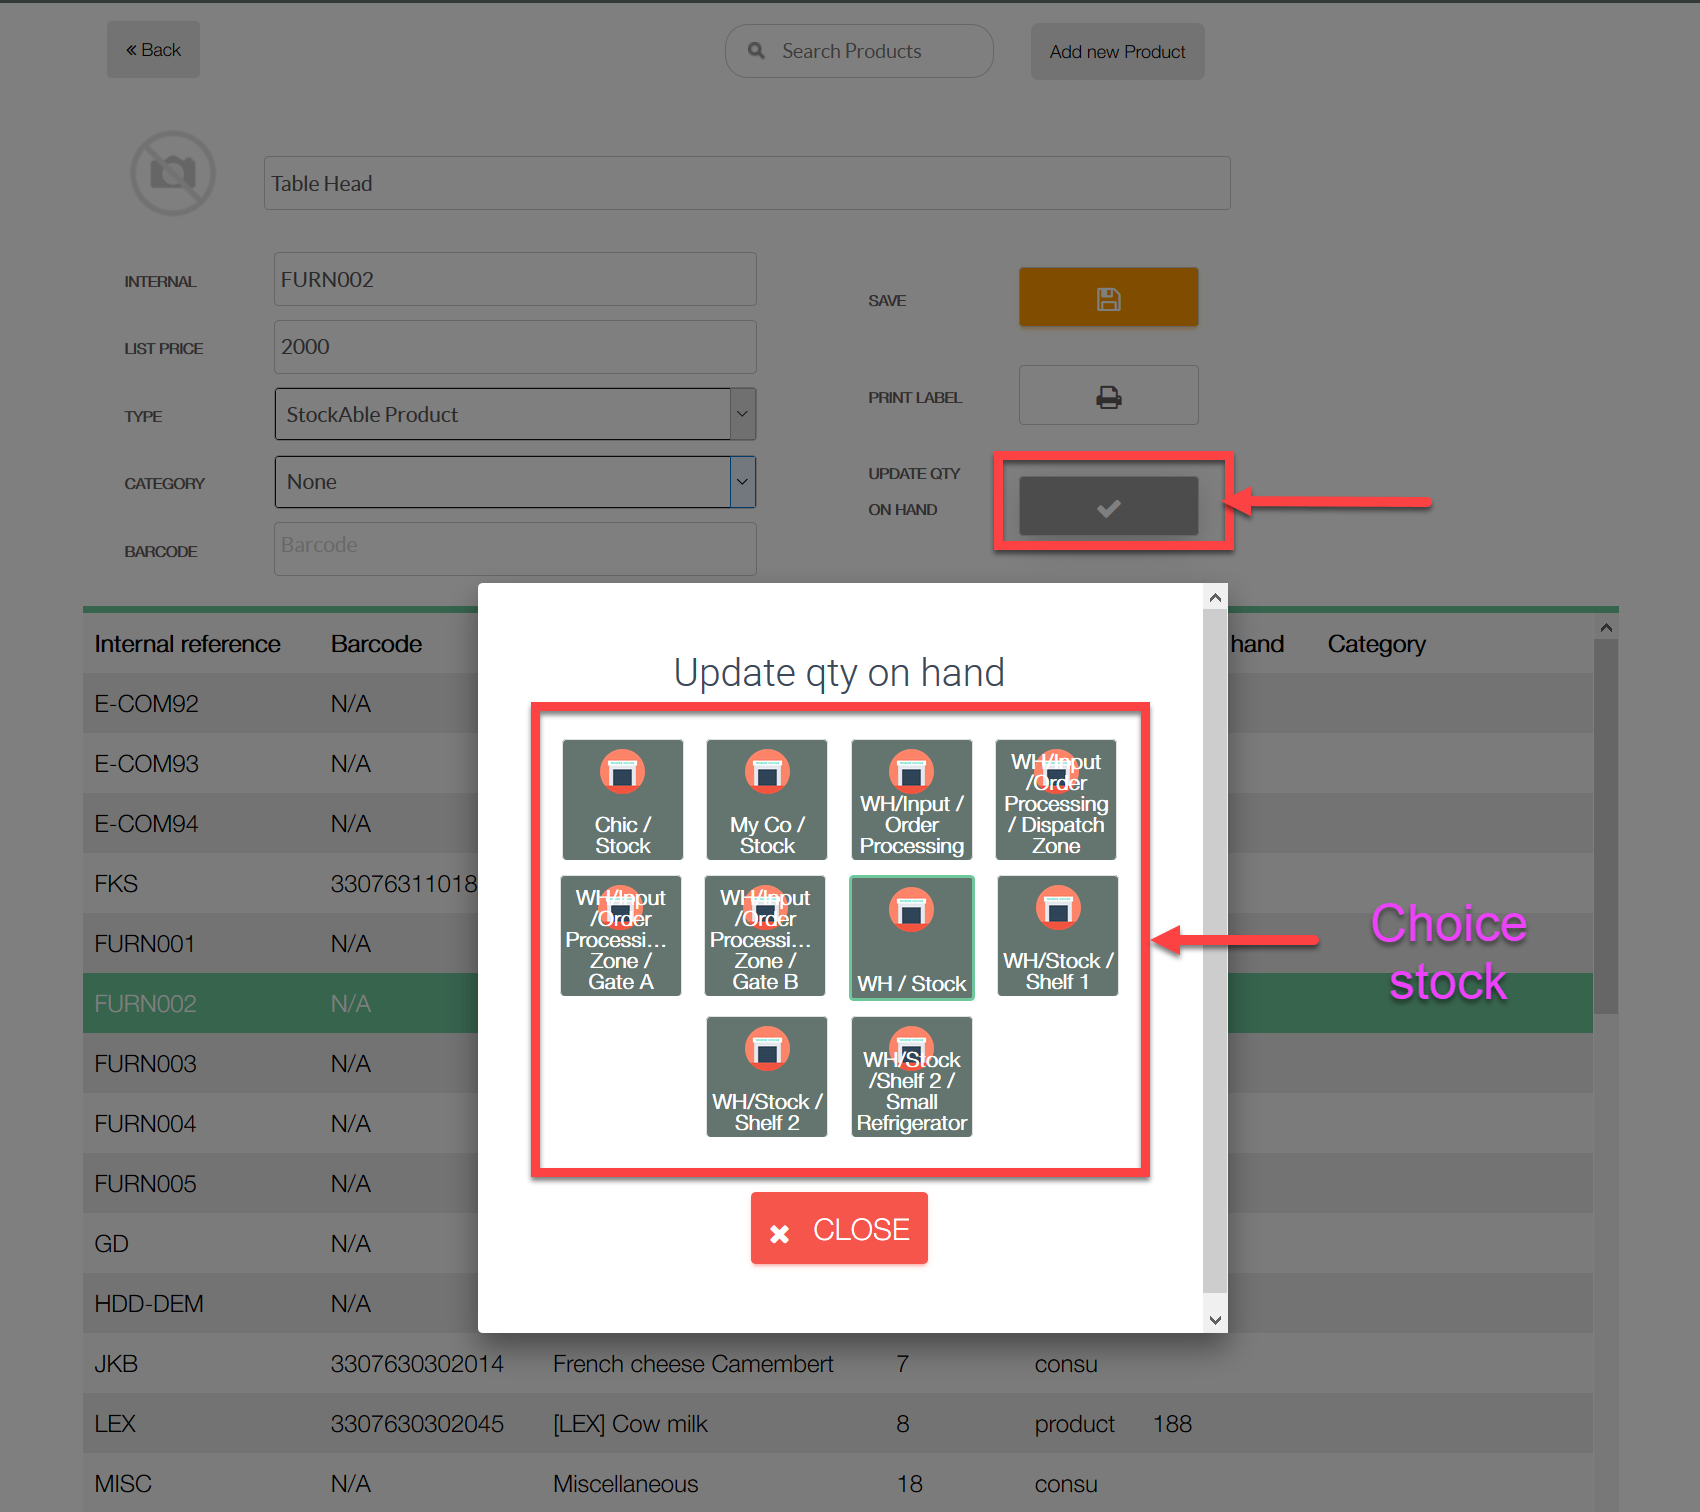 « Back
Search Products
Add new Product
Table Head
INTERNAL
FURN002
SAVE
LIST PRICE
2000
TYPE
StockAble Product
PRINT LABEL
CATEGORY
None
UPDATE QTY
ON HAND
BARCODE
Barcode
Internal reference Barcode hand Category
E-COM92 N/A
E-COM93 N/A
E-COM94 N/A
FKS 33076311018
FURN001 N/A
FURN002 N/A
FURN003 N/A
FURN004 N/A
FURN005 N/A
GD N/A
HDD-DEM N/A
JKB 3307630302014 French cheese Camembert 7 consu
LEX 3307630302045 [LEX] Cow milk 8 product 188
MISC N/A Miscellaneous 18 consu
Update qty on hand
Chic /
Stock
My Co /
Stock
WH/Input /
Order
Processing
WH/Input
/Order
Processing
/ Dispatch
Zone
WH/Input
/Order
Processi...
Zone /
Gate A
WH/Input
/Order
Processi...
Zone /
Gate B
WH / Stock
WH/Stock /
Shelf 1
WH/Stock /
Shelf 2
WH/Stock
/Shelf 2 /
Small
Refrigerator
CLOSE
Choice
stock